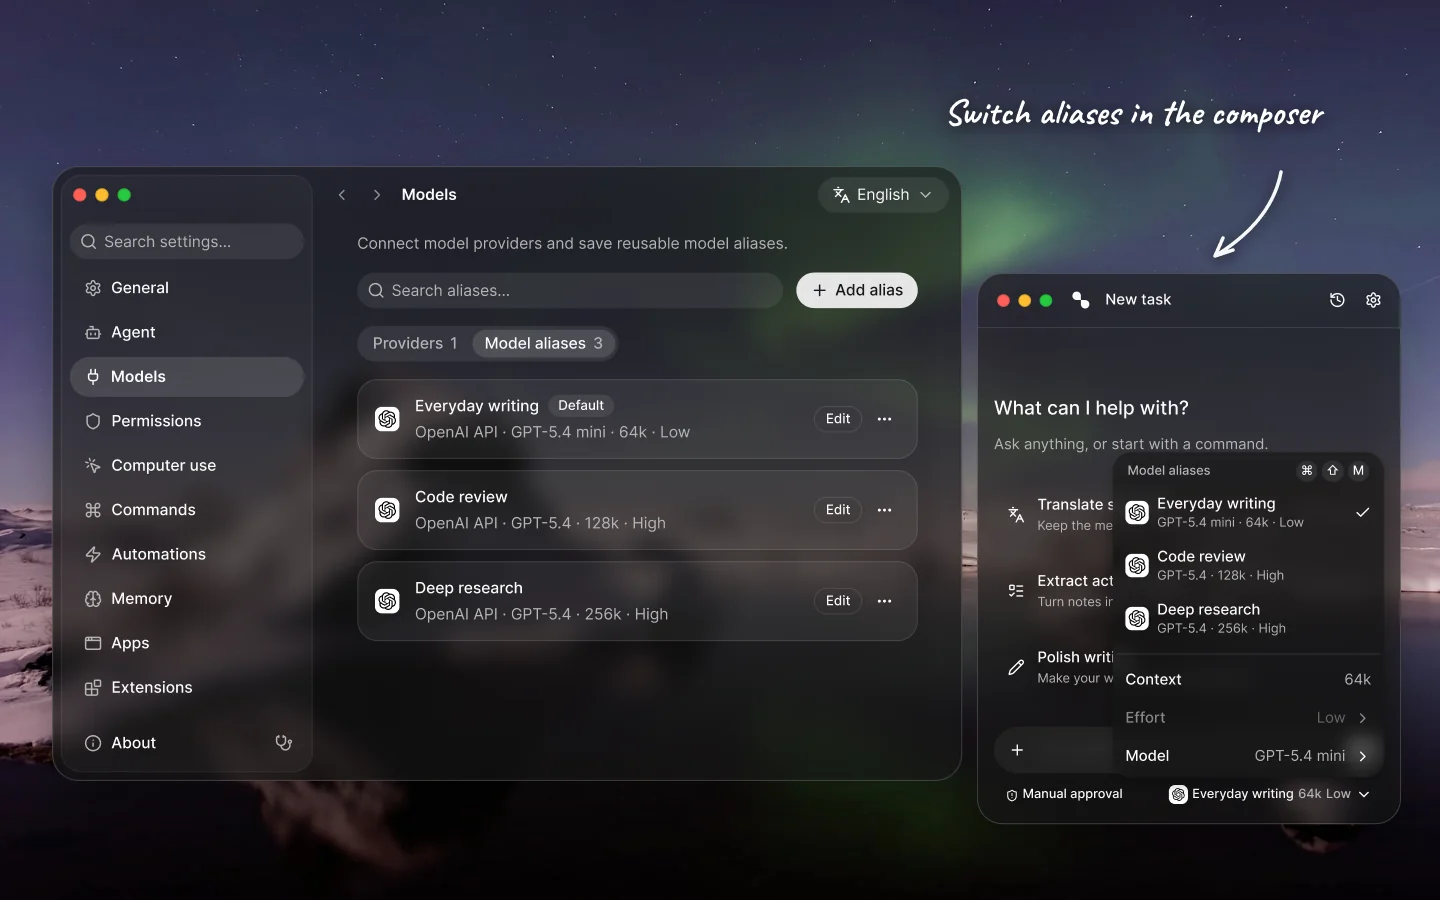 Switch aliases in the composer
Models
English
Search settings...
General
Agent
Models
Permissions
Computer use
Commands
Automations
Memory
Apps
Extensions
About
Connect model providers and save reusable model aliases.
Search aliases...
Add alias
Providers 1
Model aliases 3
Everyday writing Default
OpenAI API · GPT-5.4 mini · 64k · Low
Edit
Code review
OpenAI API · GPT-5.4 · 128k · High
Edit
Deep research
OpenAI API · GPT-5.4 · 256k · High
Edit
New task
What can I help with?
Ask anything, or start with a command.
Translate s
Keep the me
Extract act
Turn notes in
Polish writi
Make your w
Model aliases ⌘ ⇧ M
Everyday writing
GPT-5.4 mini · 64k · Low
Code review
GPT-5.4 · 128k · High
Deep research
GPT-5.4 · 256k · High
Context 64k
Effort Low
Model GPT-5.4 mini
Manual approval
Everyday writing 64k Low